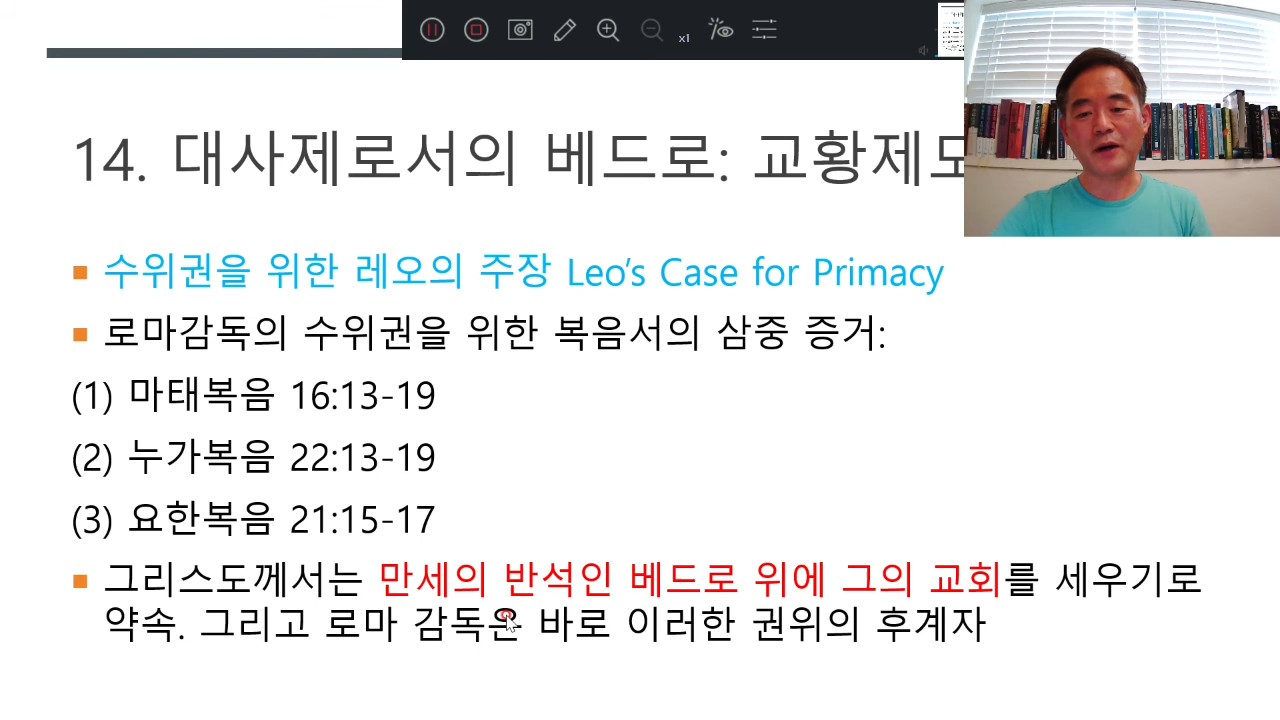 x1
14. 대사제로서의 베드로: 교황제도
수위권을 위한 레오의 주장 Leo's Case for Primacy
로마감독의 수위권을 위한 복음서의 삼중 증거:
(1) 마태복음 16:13-19
(2) 누가복음 22:13-19
(3) 요한복음 21:15-17
그리스도께서는 만세의 반석인 베드로 위에 그의 교회를 세우기로
약속. 그리고 로마 감독은 바로 이러한 권위의 후계자